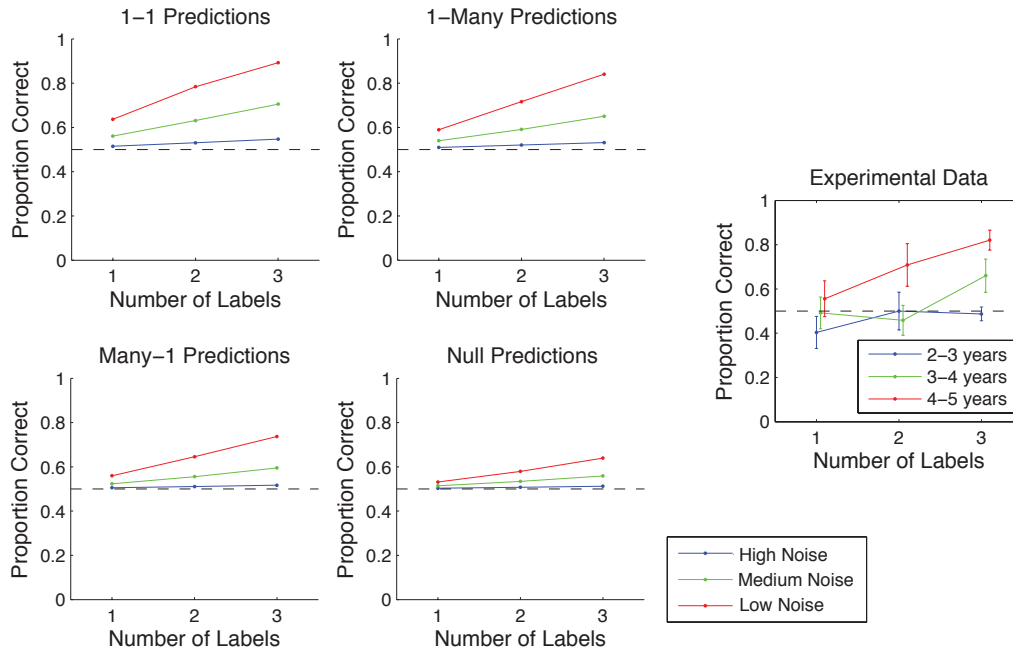 1−1 Predictions
1
0.8
0.6
0.4
0.2
0
Proportion Correct
1 2 3
Number of Labels
1−Many Predictions
1
0.8
0.6
0.4
0.2
0
Proportion Correct
1 2 3
Number of Labels
Many−1 Predictions
1
0.8
0.6
0.4
0.2
0
Proportion Correct
1 2 3
Number of Labels
Null Predictions
1
0.8
0.6
0.4
0.2
0
Proportion Correct
1 2 3
Number of Labels
Experimental Data
1
0.8
0.6
0.4
0.2
0
Proportion Correct
2−3 years
3−4 years
4−5 years
1 2 3
Number of Labels
High Noise
Medium Noise
Low Noise